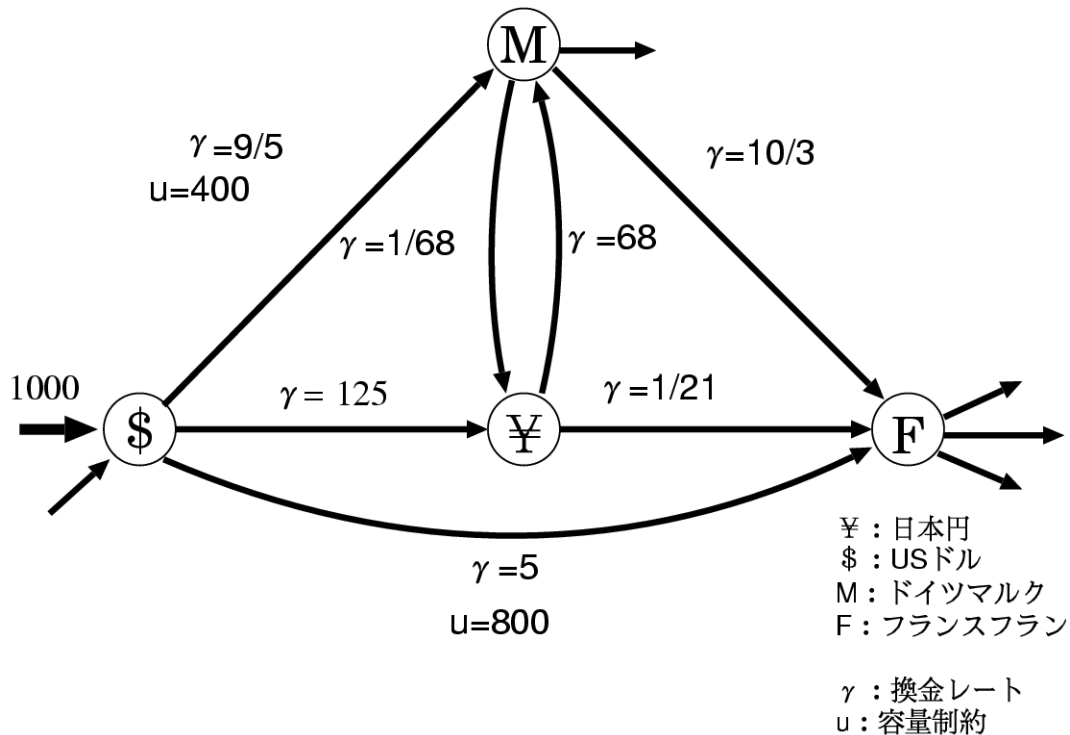 M
γ=9/5
u=400
γ=10/3
γ=1/68
γ=68
1000
γ= 125
γ=1/21
$
¥
F
γ=5
u=800
¥：日本円
$：USドル
M：ドイツマルク
F：フランスフラン
γ：換金レート
u：容量制約